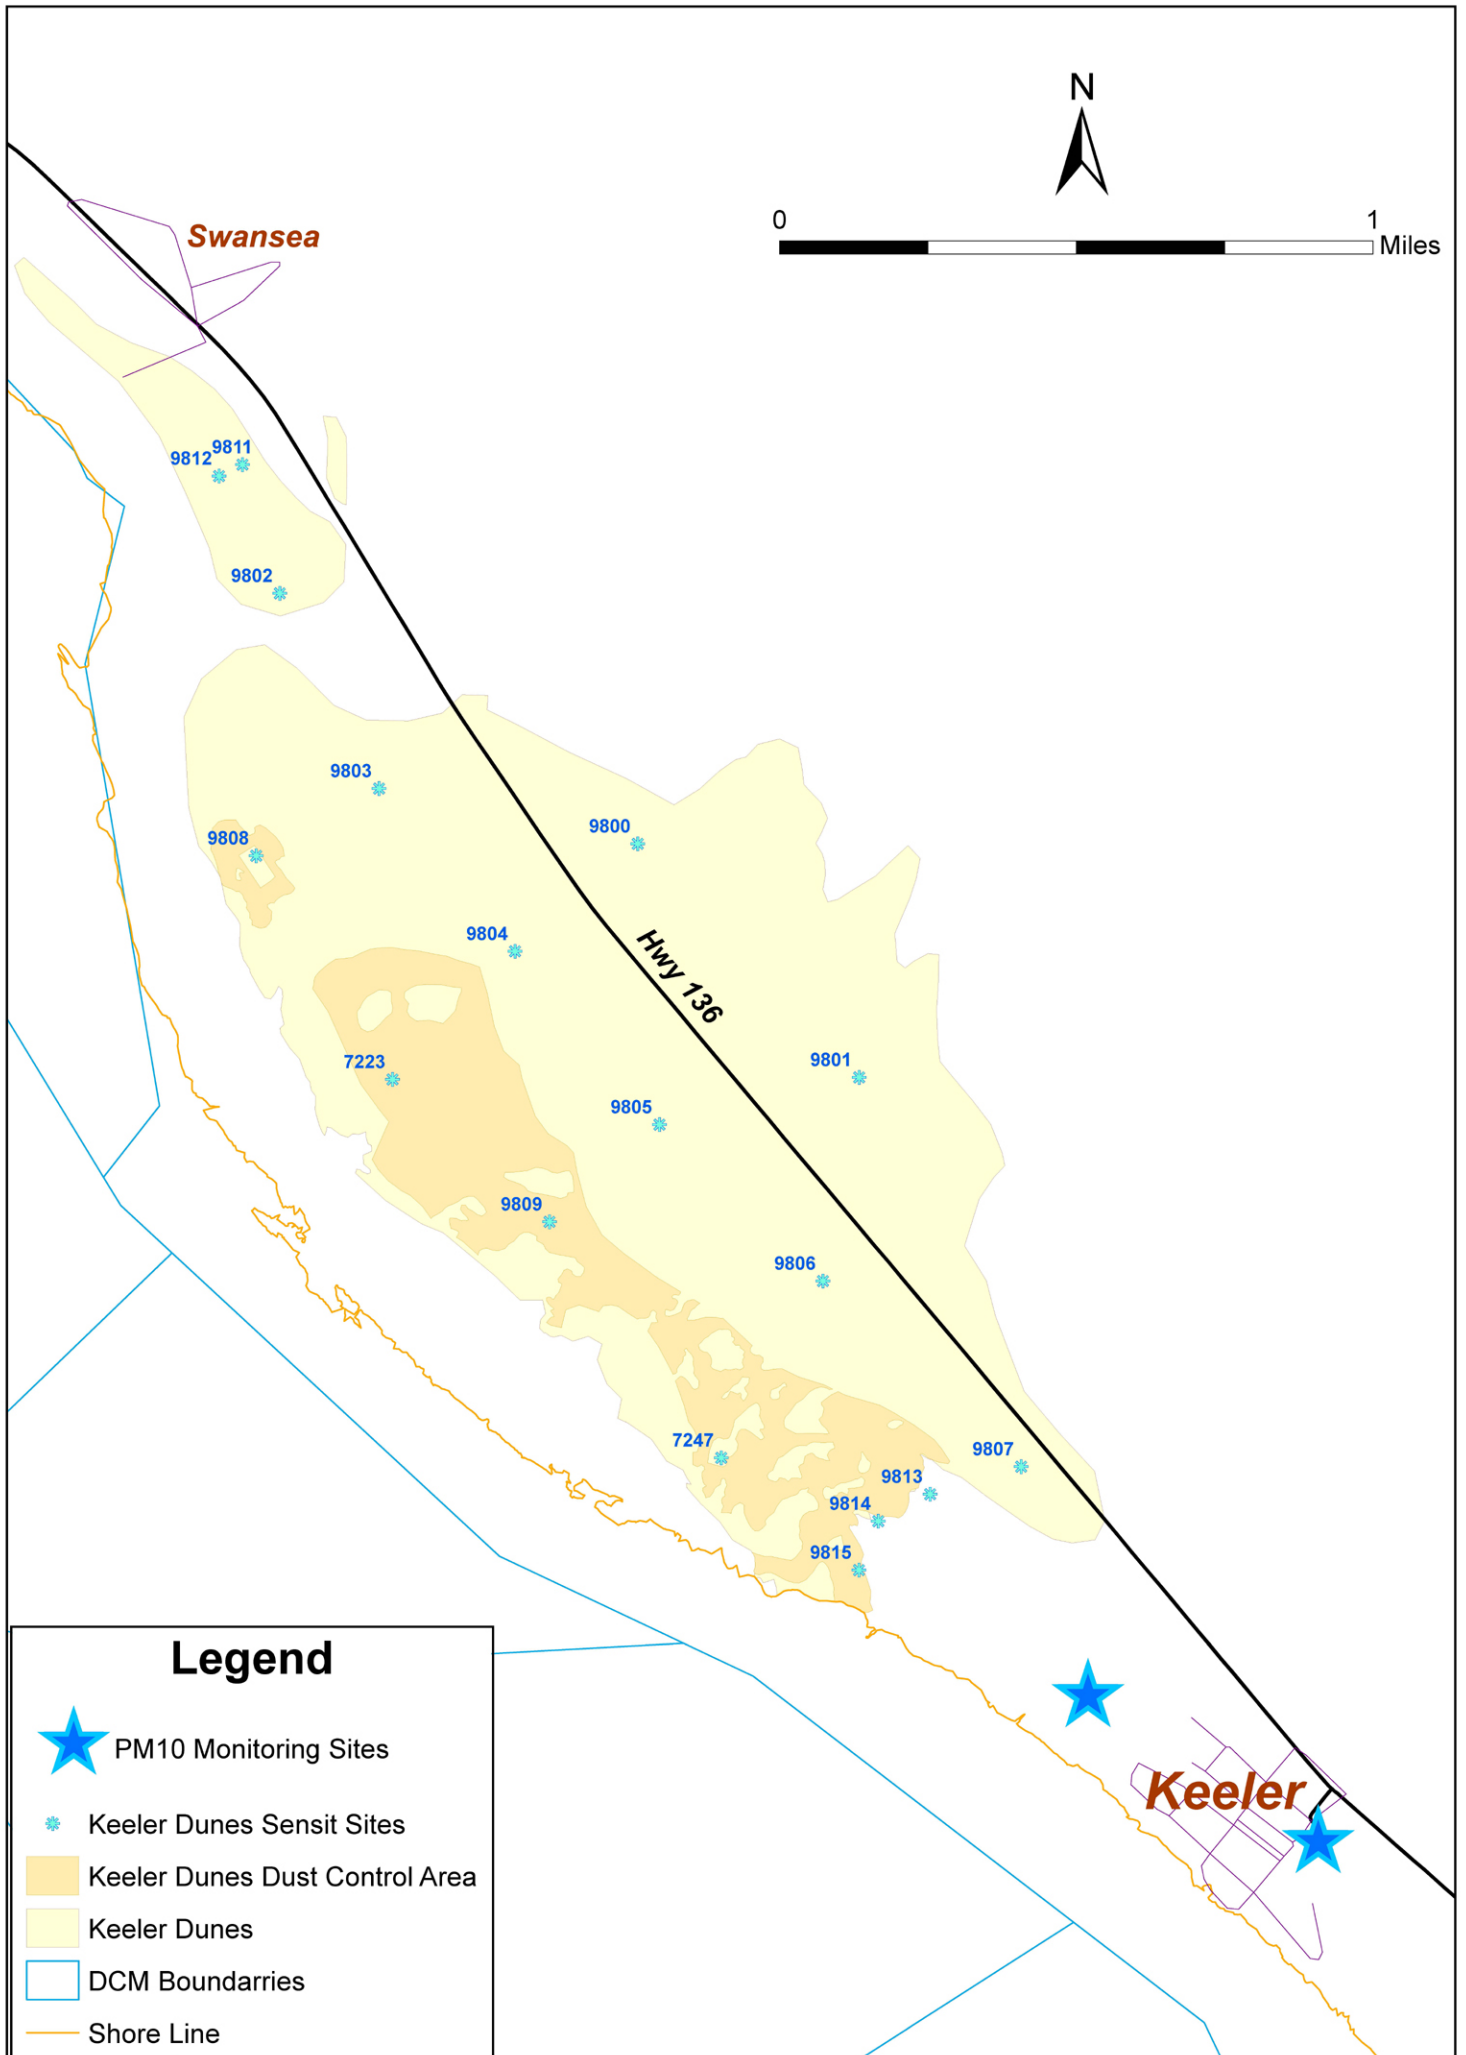 N
0 1
Miles
Swansea
9811
9812
9802
9803
9800
9808
9804
Hwy 136
9801
7223
9805
9809
9806
7247
9807
9813
9814
9815
Keeler
Legend
PM10 Monitoring Sites
Keeler Dunes Sensit Sites
Keeler Dunes Dust Control Area
Keeler Dunes
DCM Boundarries
Shore Line